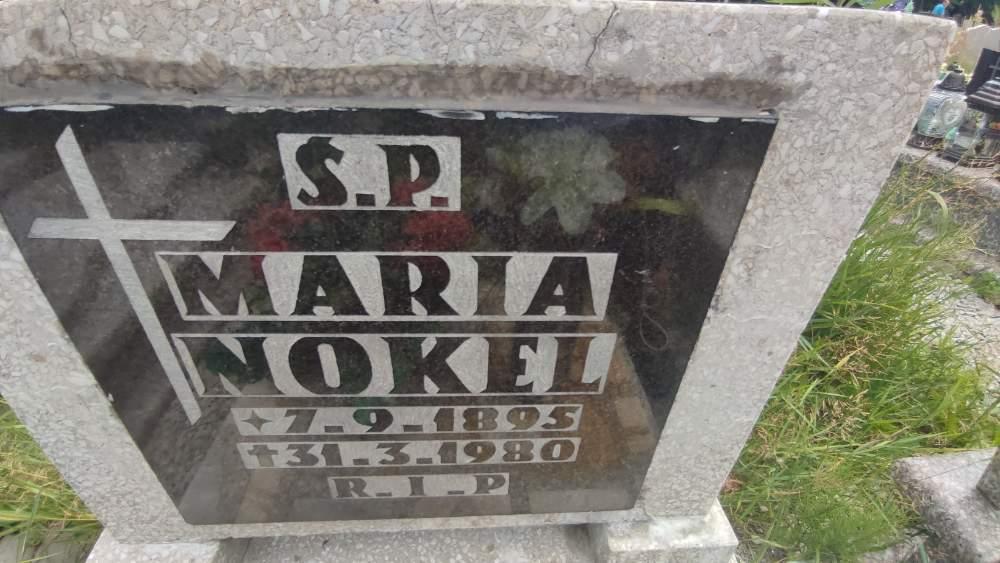 S.P.
MARIA
NOKEL
7-9-1895
✝31-3-1980
R.I.P